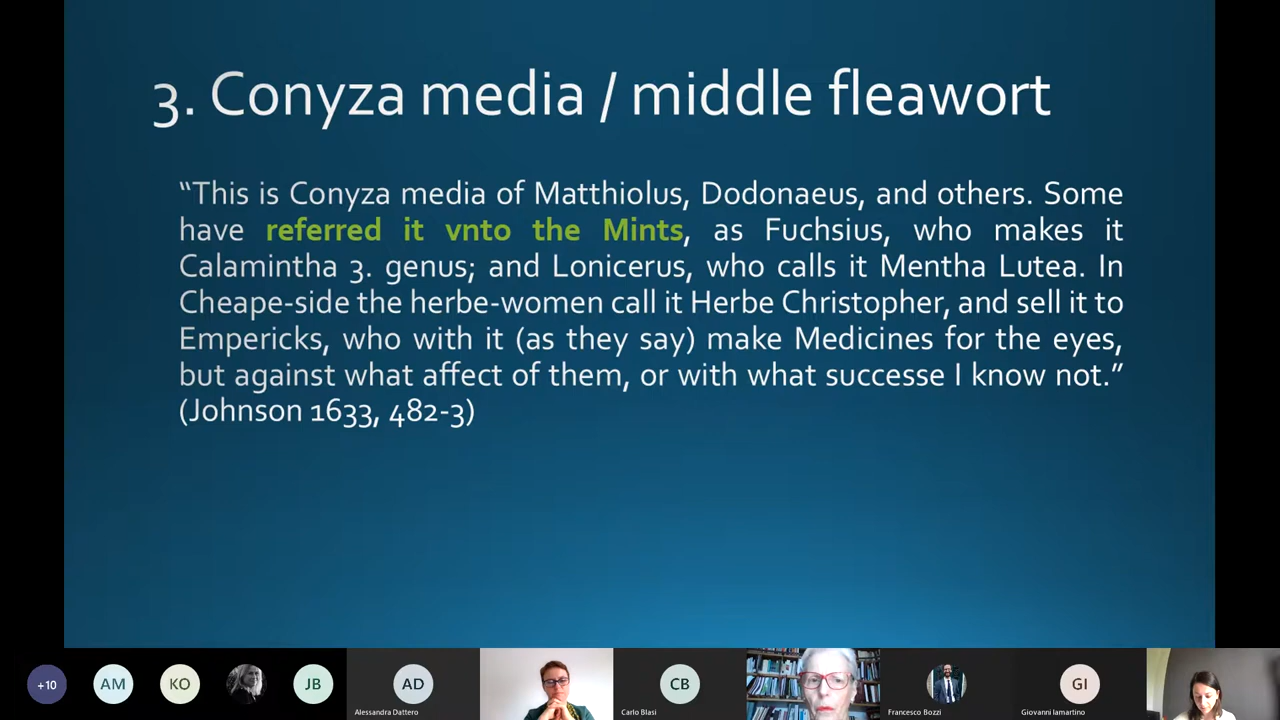 3. Conyza media / middle fleawort
“This is Conyza media of Matthiolus, Dodonaeus, and others. Some
have referred it vnto the Mints, as Fuchsius, who makes it
Calamintha 3. genus; and Lonicerus, who calls it Mentha Lutea. In
Cheape-side the herbe-women call it Herbe Christopher, and sell it to
Empericks, who with it (as they say) make Medicines for the eyes,
but against what affect of them, or with what successe I know not.”
(Johnson 1633, 482-3)
+10
AM
KO
JB
AD
Alessandra Dattero
CB
Carlo Blasi
Francesco Bozzi
GI
Giovanni Iamartino